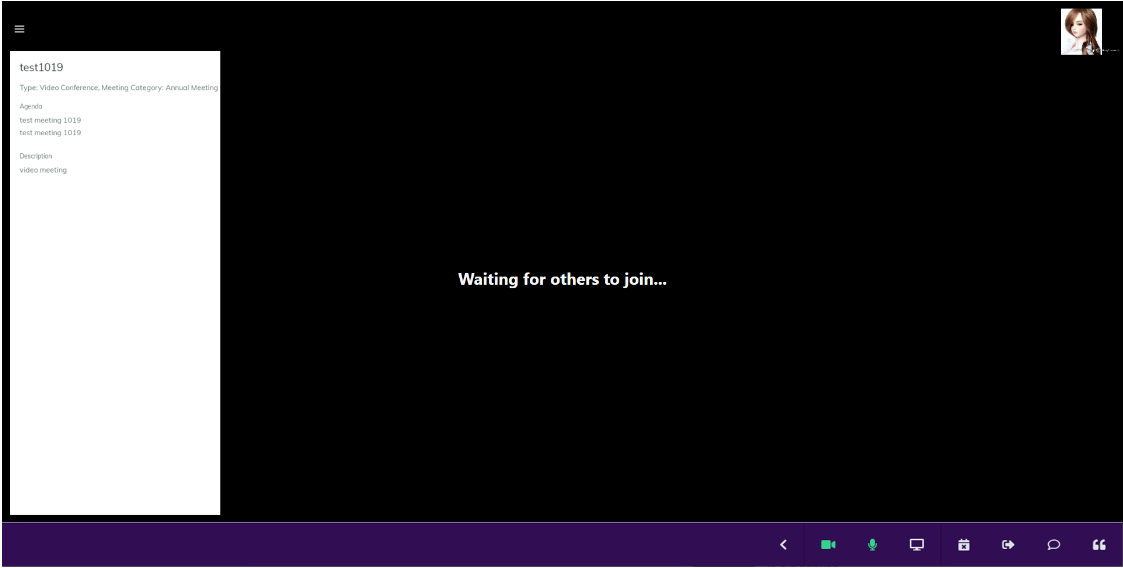 test1019
Type: Video Conference, Meeting Category: Annual Meeting
Agenda
test meeting 1019
test meeting 1019
Description
video meeting
Waiting for others to join...